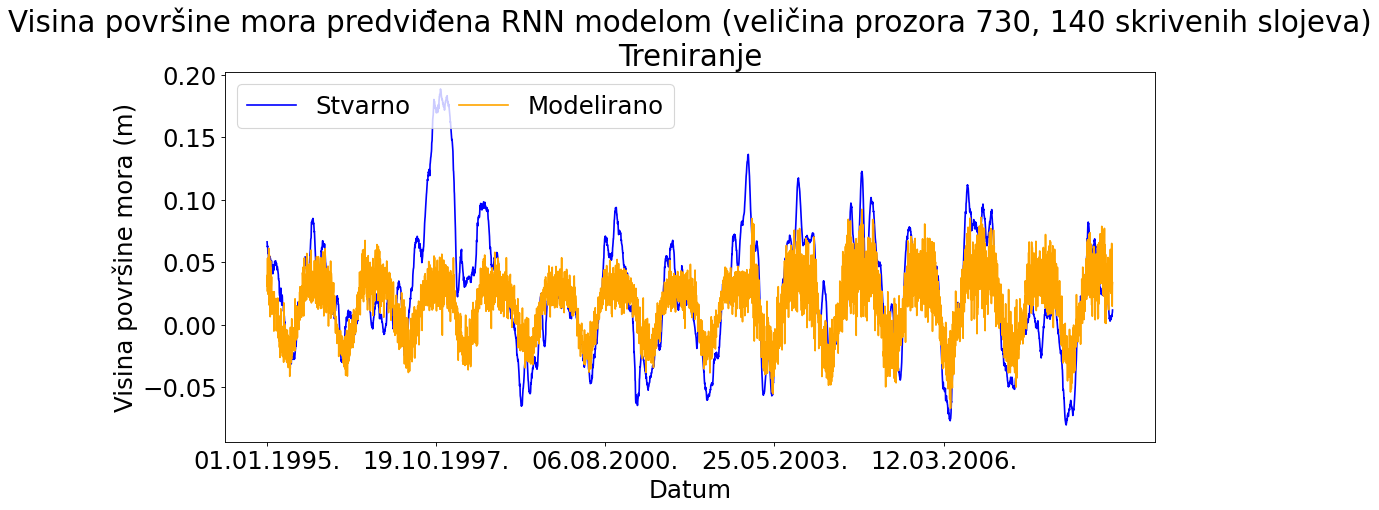 Visina površine mora predviđena RNN modelom (veličina prozora 730, 140 skrivenih slojeva)
Treniranje
Stvarno
Modelirano
Visina površine mora (m)
0.20
0.15
0.10
0.05
0.00
−0.05
01.01.1995.
19.10.1997.
06.08.2000.
25.05.2003.
12.03.2006.
Datum